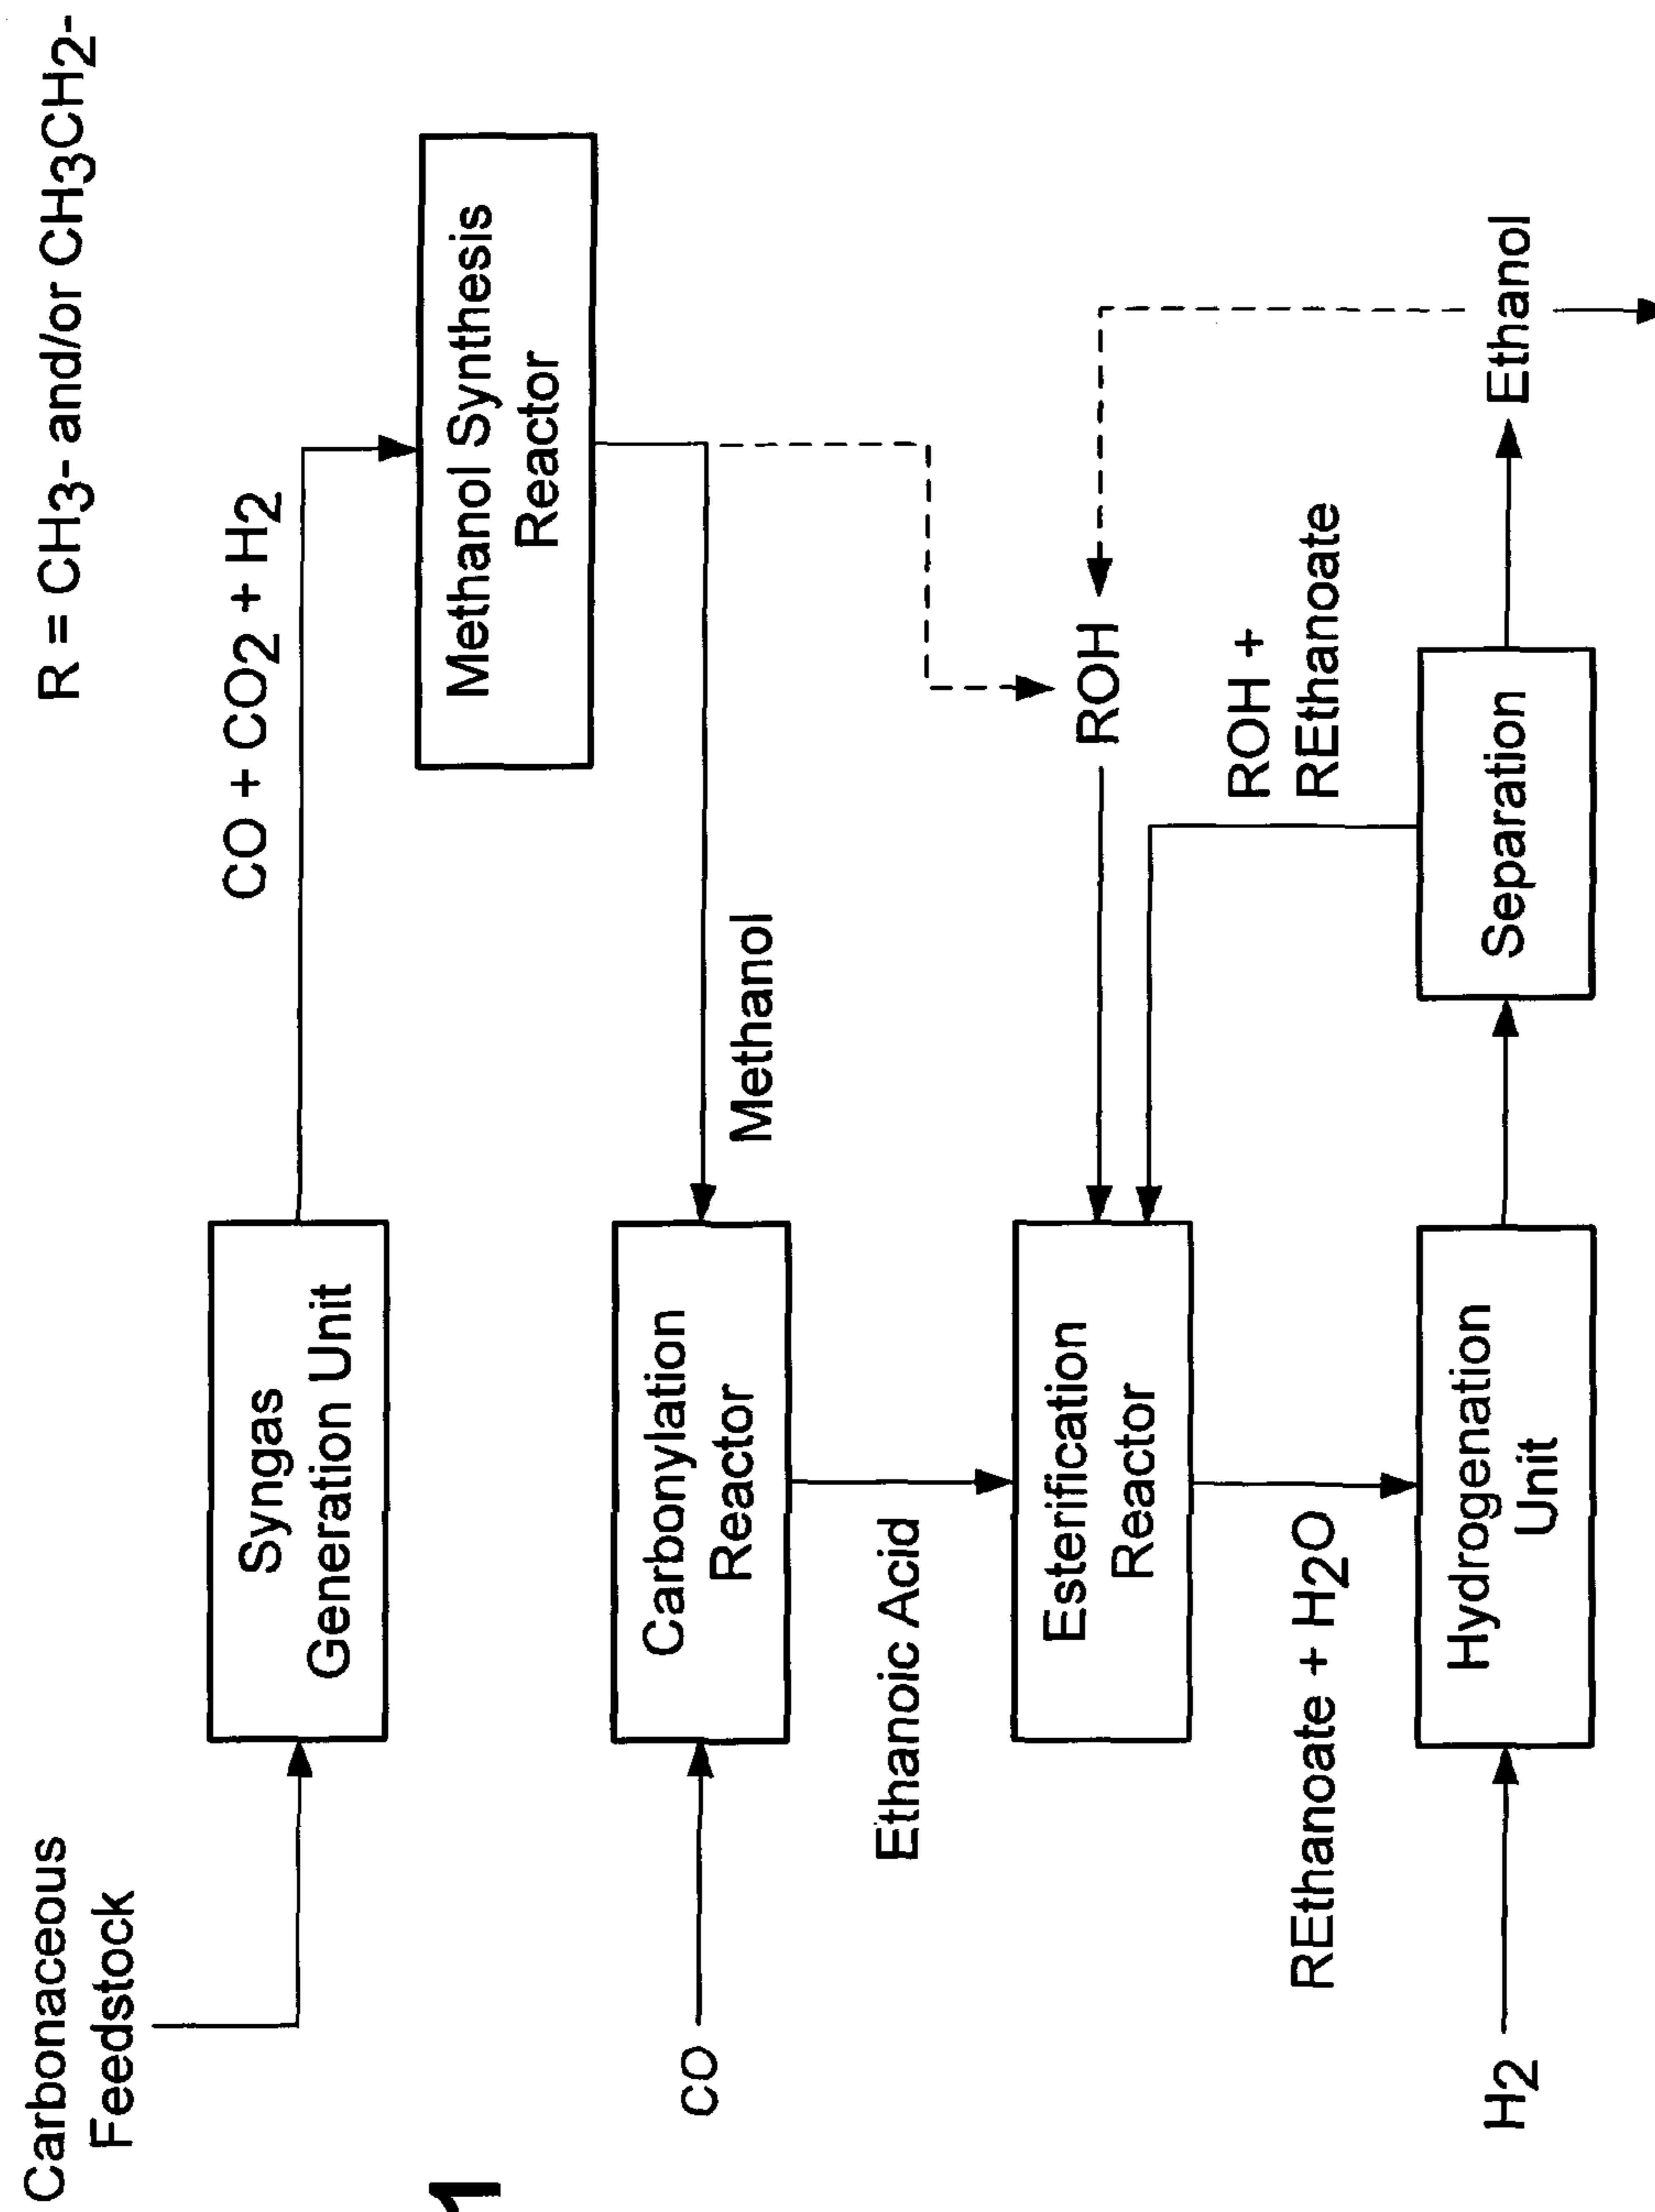 R = CH3- and/or CH3CH2-
Carbonaceous
Feedstock
Syngas
Generation Unit
CO + CO2 + H2
Methanol Synthesis
Reactor
CO
Carbonylation
Reactor
Methanol
Ethanoic Acid
Esterification
Reactor
ROH
ROH +
REthanoate
REthanoate + H2O
H2
Hydrogenation
Unit
Separation
Ethanol
1